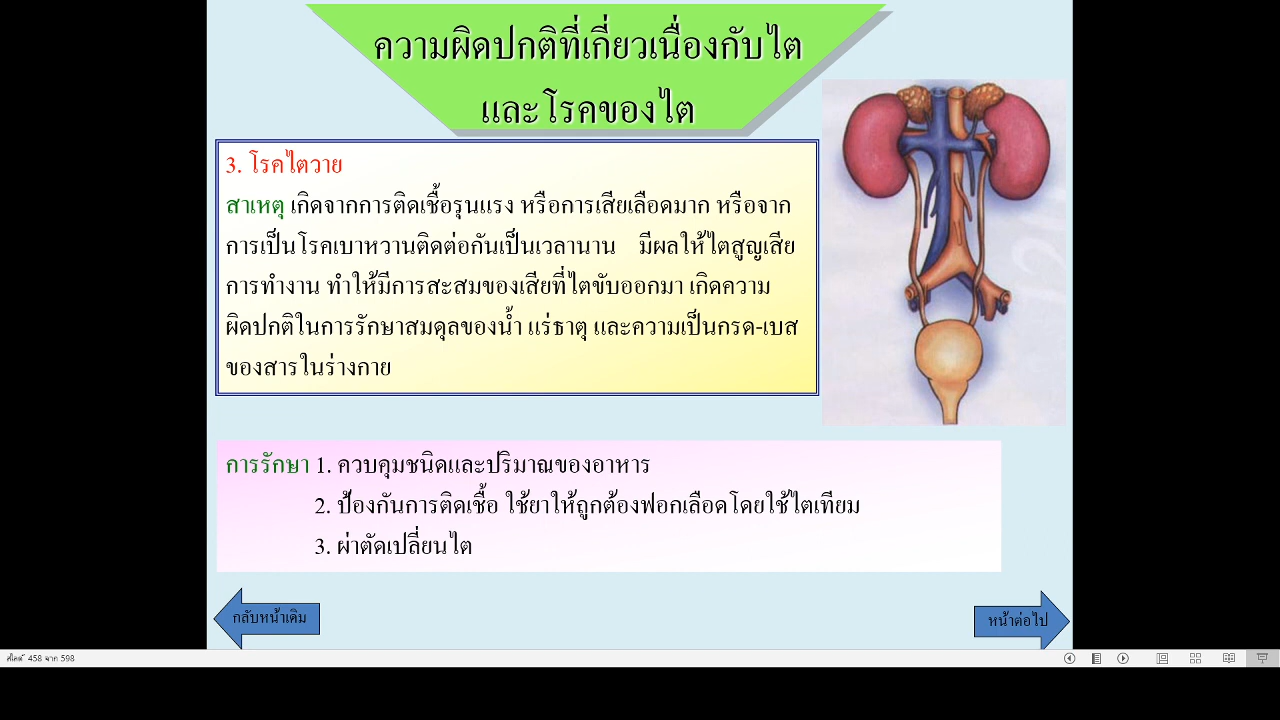 ความผิดปกติที่เกี่ยวเนื่องกับไต
และโรคของไต
3. โรคไตวาย
สาเหตุ เกิดจากการติดเชื้อรุนแรง หรือการเสียเลือดมาก หรือจาก
การเป็นโรคเบาหวานติดต่อกันเป็นเวลานาน มีผลให้ไตสูญเสีย
การทำงาน ทำให้มีการสะสมของเสียที่ไตขับออกมา เกิดความ
ผิดปกติในการรักษาสมดุลของน้ำ แร่ธาตุ และความเป็นกรด-เบส
ของสารในร่างกาย
การรักษา 1. ควบคุมชนิดและปริมาณของอาหาร
2. ป้องกันการติดเชื้อ ใช้ยาให้ถูกต้องฟอกเลือดโดยใช้ไตเทียม
3. ผ่าตัดเปลี่ยนไต
กลับหน้าเดิม
หน้าต่อไป
สไลด์ 458 จาก 598